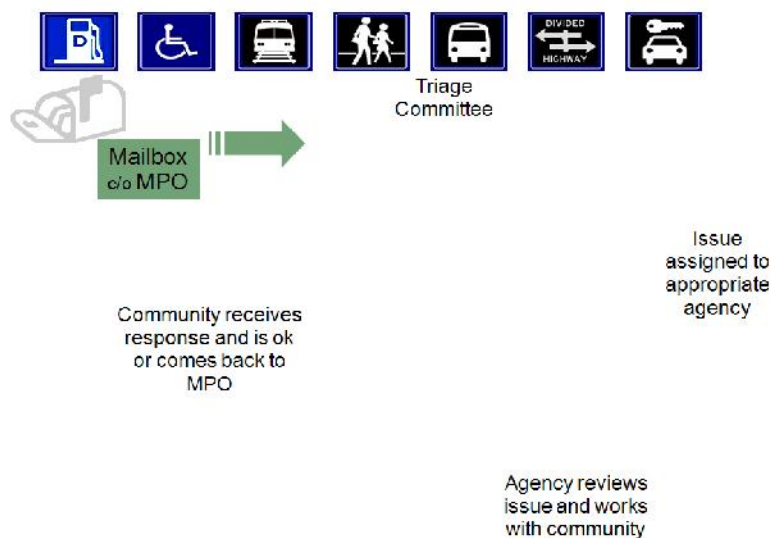 D
DIVIDED
HIGHWAY
Triage
Committee
Mailbox
c/o MPO
Issue
assigned to
appropriate
agency
Community receives
response and is ok
or comes back to
MPO
Agency reviews
issue and works
with community